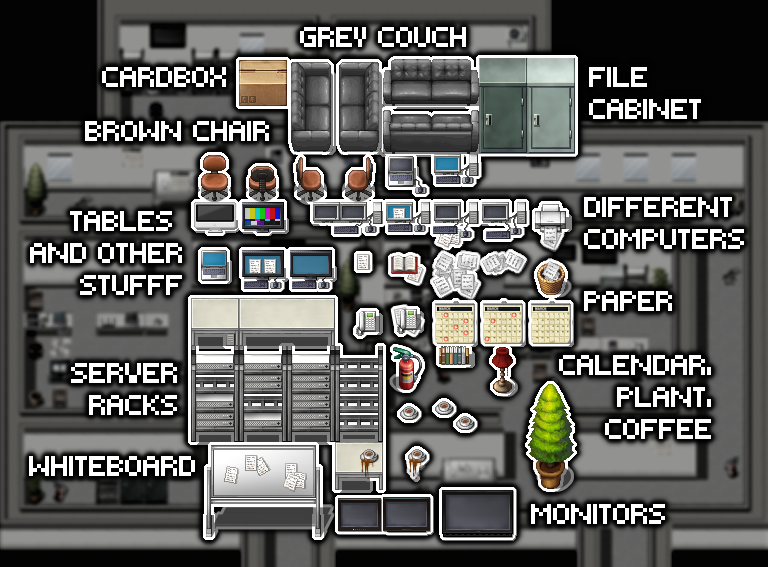 GREY COUCH
CARDBOX
FILE
CABINET
BROWN CHAIR
TABLES
AND OTHER
STUFFF
DIFFERENT
COMPUTERS
PAPER
SERVER
RACKS
CALENDAR,
PLANT,
COFFEE
WHITEBOARD
MONITORS